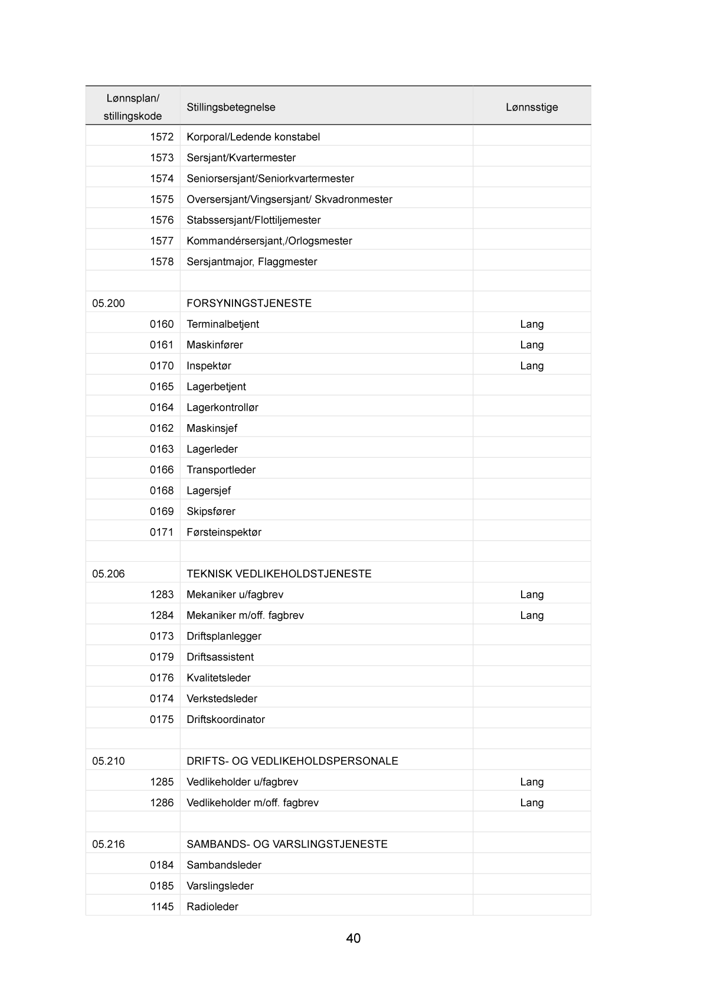 Lønnsplan/
stillingskode Stillingsbetegnelse Lønnsstige
1572 Korporal/Ledende konstabel
1573 Sersjant/Kvartermester
1574 Seniorsersjant/Seniorkvartermester
1575 Oversersjant/Vingsersjant/ Skvadronmester
1576 Stabssersjant/Flottiljemester
1577 Kommandérsersjant,/Orlogsmester
1578 Sersjantmajor, Flaggmester
05.200 FORSYNINGSTJENESTE
0160 Terminalbetjent Lang
0161 Maskinfører Lang
0170 Inspektør Lang
0165 Lagerbetjent
0164 Lagerkontrollør
0162 Maskinsjef
0163 Lagerleder
0166 Transportleder
0168 Lagersjef
0169 Skipsfører
0171 Førsteinspektør
05.206 TEKNISK VEDLIKEHOLDSTJENESTE
1283 Mekaniker u/fagbrev Lang
1284 Mekaniker m/off. fagbrev Lang
0173 Driftsplanlegger
0179 Driftsassistent
0176 Kvalitetsleder
0174 Verkstedsleder
0175 Driftskoordinator
05.210 DRIFTS- OG VEDLIKEHOLDSPERSONALE
1285 Vedlikeholder u/fagbrev Lang
1286 Vedlikeholder m/off. fagbrev Lang
05.216 SAMBANDS- OG VARSLINGSTJENESTE
0184 Sambandsleder
0185 Varslingsleder
1145 Radioleder
40